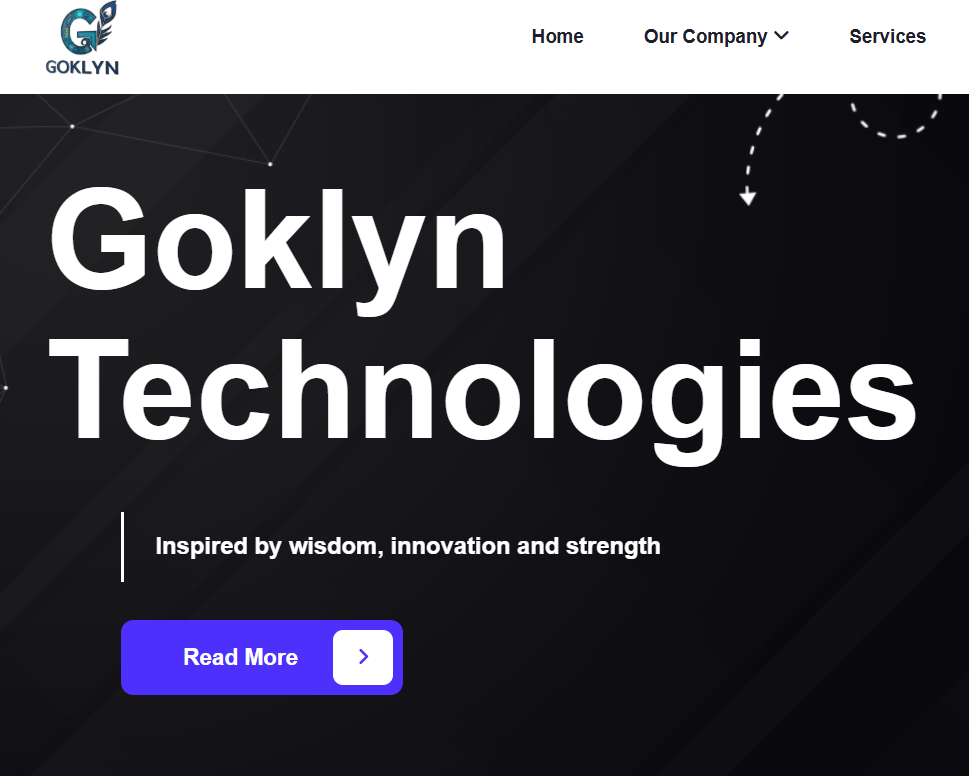 GOKLYN
Home Our Company Services
Goklyn
Technologies
Inspired by wisdom, innovation and strength
Read More